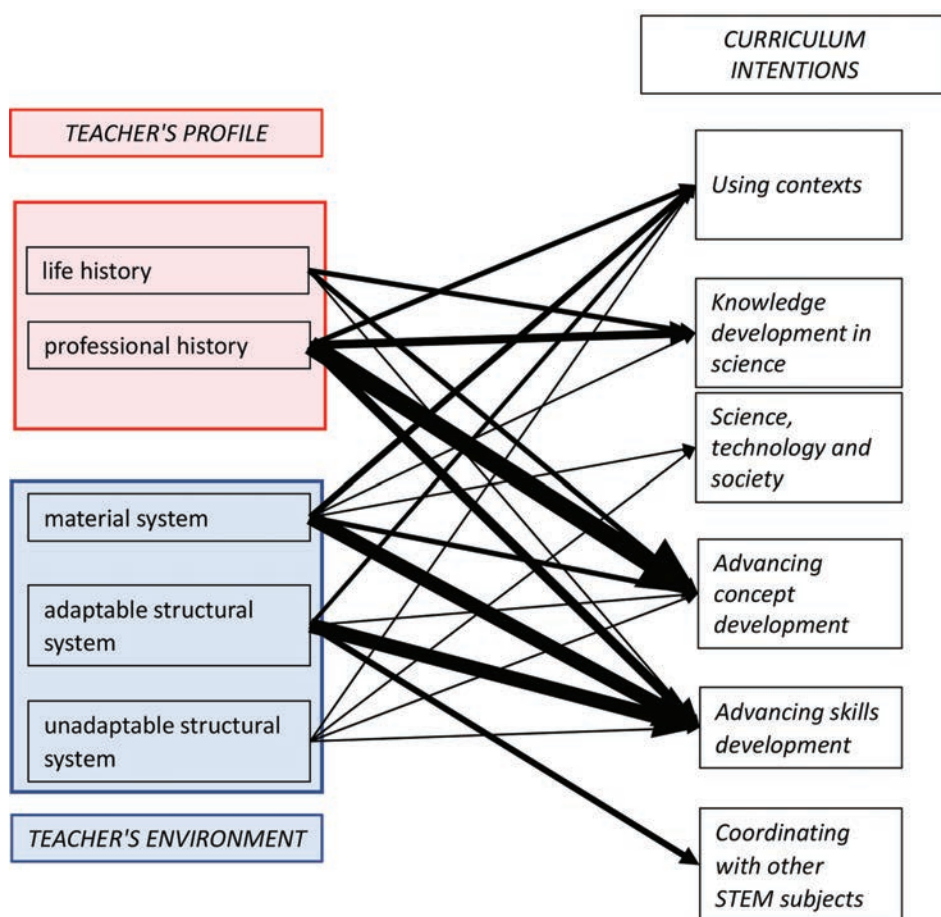 CURRICULUM
INTENTIONS
TEACHER'S PROFILE
life history
professional history
material system
adaptable structural
system
unadaptable structural
system
TEACHER'S ENVIRONMENT
Using contexts
Knowledge
development in
science
Science,
technology and
society
Advancing
concept
development
Advancing skills
development
Coordinating
with other
STEM subjects